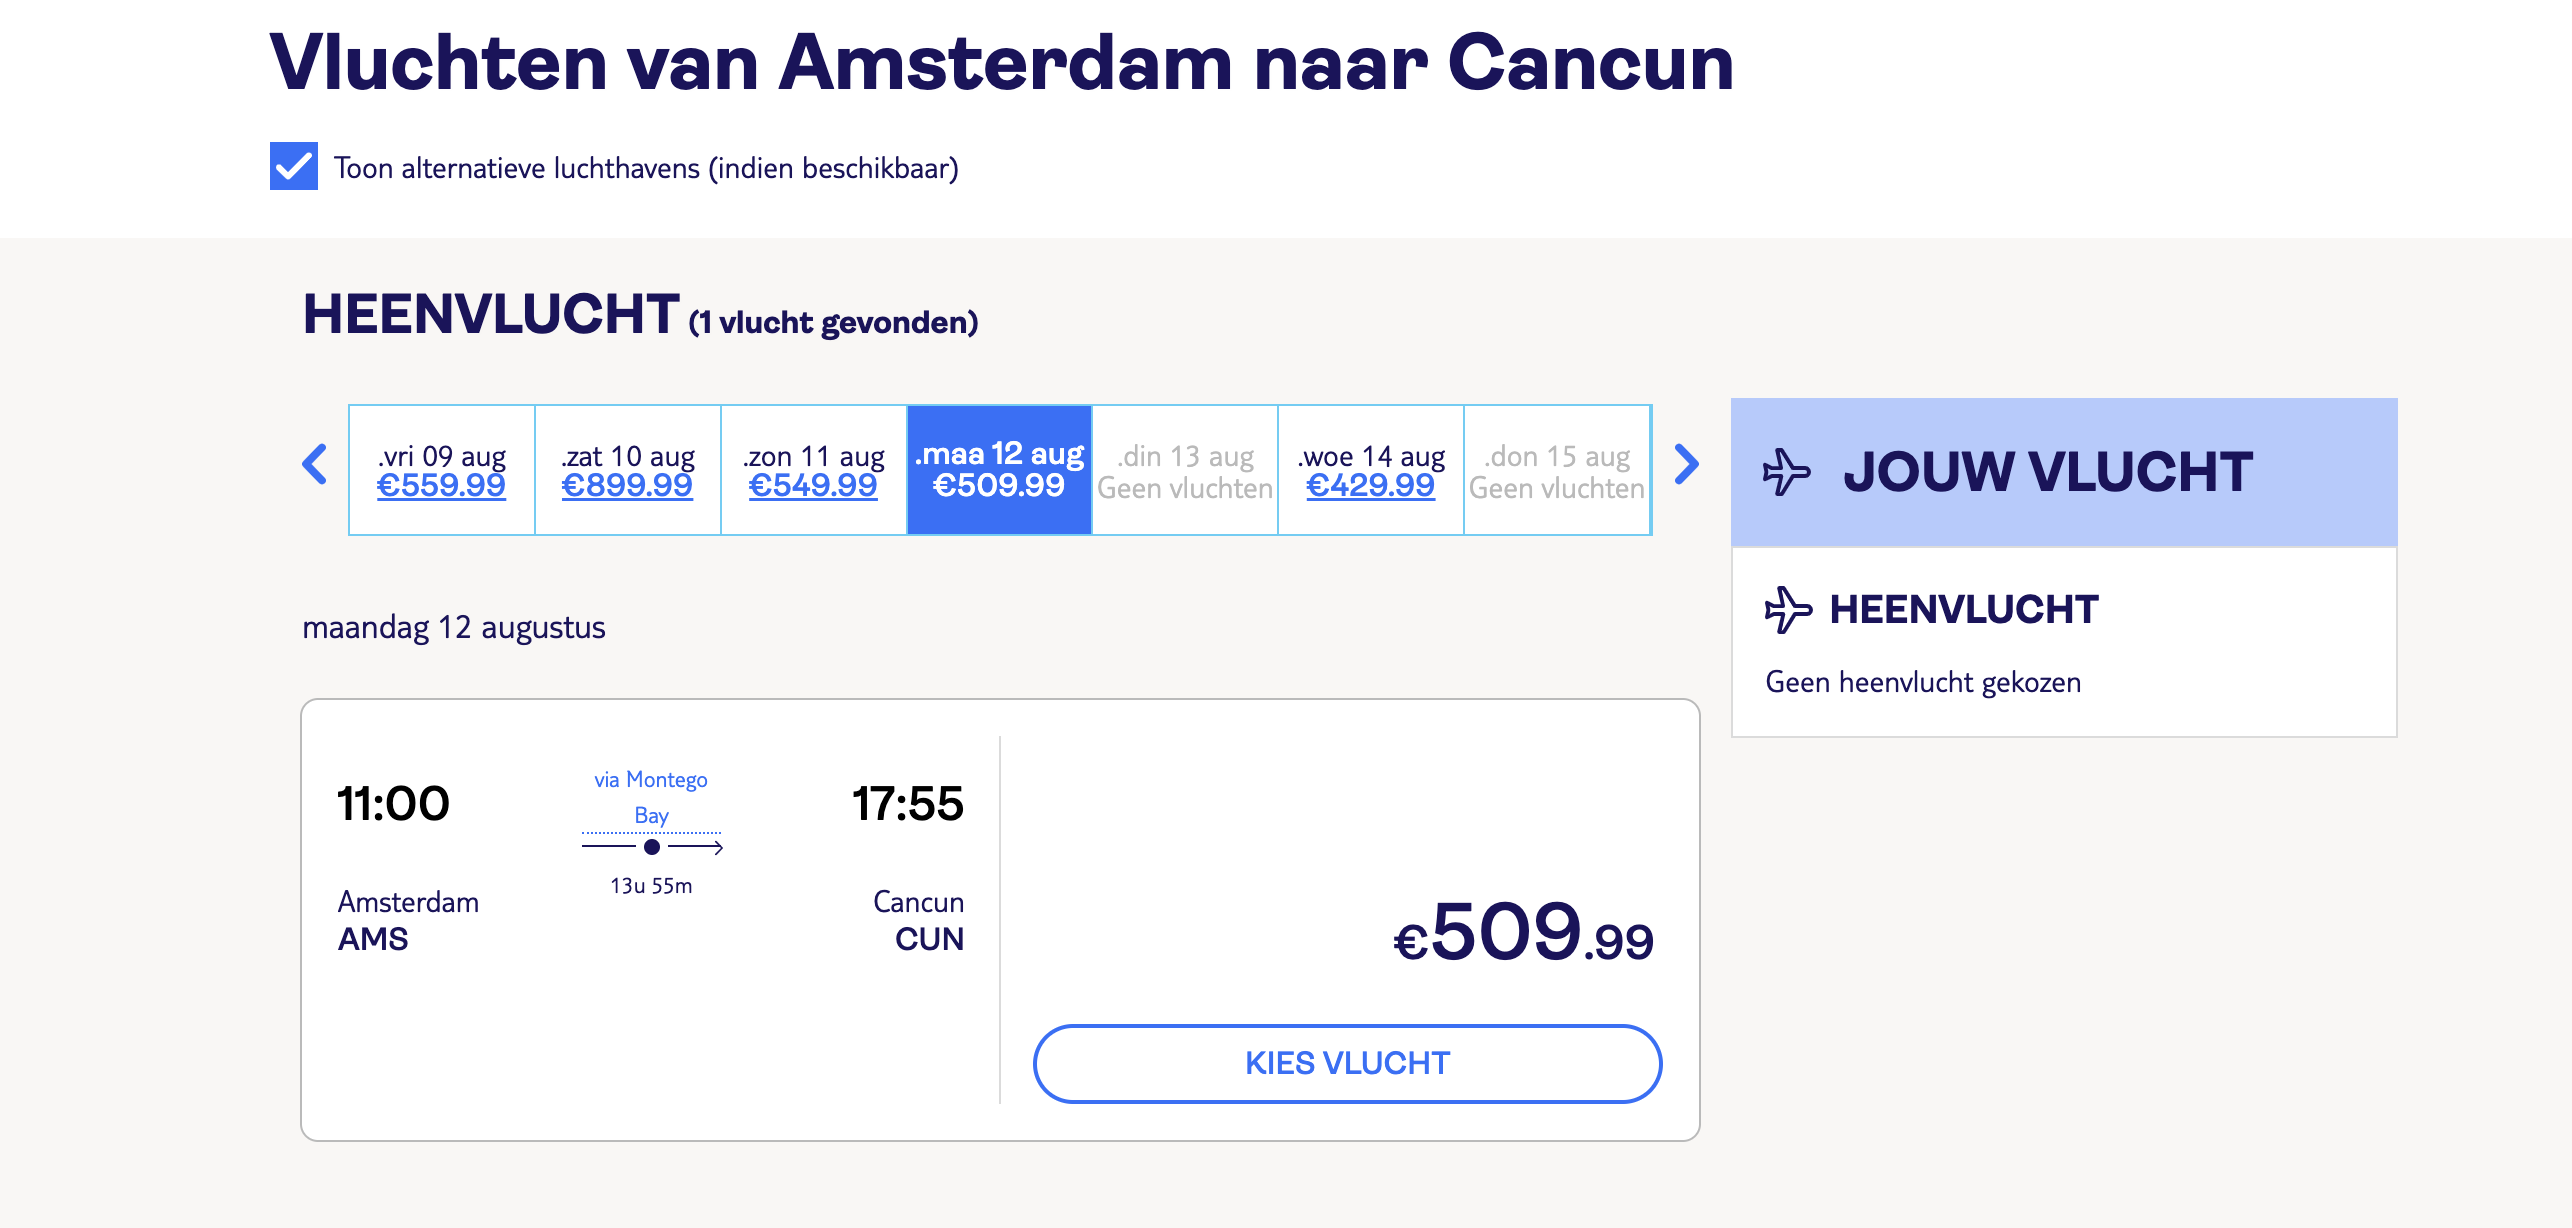 Vluchten van Amsterdam naar Cancun
Toon alternatieve luchthavens (indien beschikbaar)
HEENVLUCHT (1 vlucht gevonden)
.vri 09 aug
€559.99
.zat 10 aug
€899.99
.zon 11 aug
€549.99
.maa 12 aug
€509.99
.din 13 aug
Geen vluchten
.woe 14 aug
€429.99
.don 15 aug
Geen vluchten
JOUW VLUCHT
HEENVLUCHT
Geen heenvlucht gekozen
maandag 12 augustus
11:00
via Montego
Bay
17:55
13u 55m
Amsterdam
AMS
Cancun
CUN
€509.99
KIES VLUCHT